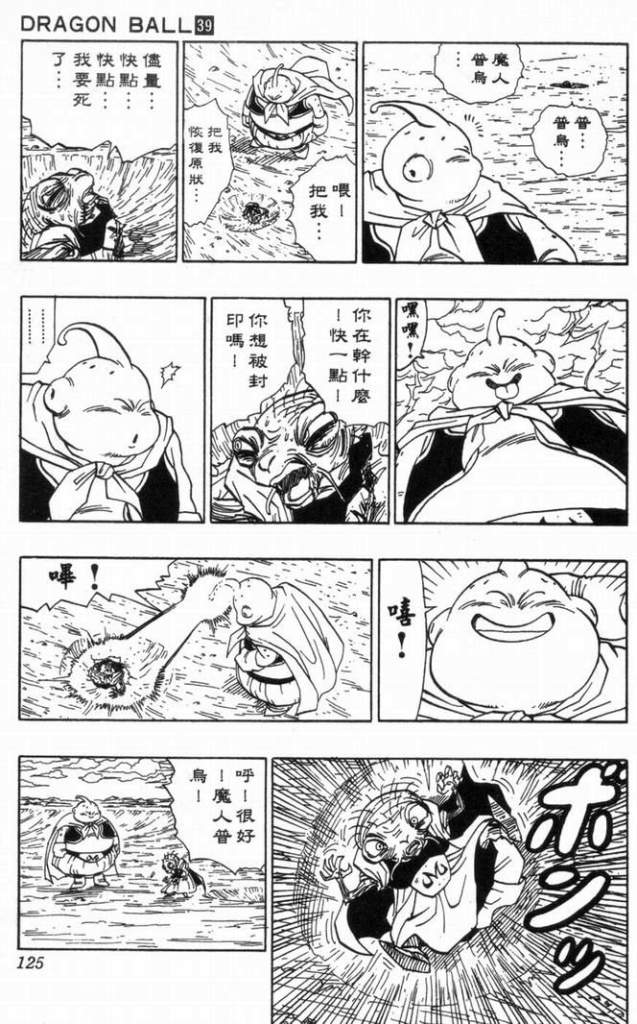 DRAGON BALL 39
魔人
普烏
⋯
普⋯
普烏
⋯
喂！
把我⋯
把我
恢復原狀⋯
儘量⋯
快點⋯
快點⋯
我要死
了⋯
嘿
嘿！
你在幹什麼
！快一點！
你想被封
印嗎！
⋯⋯
⋯⋯
嘻！
嗶！
ボンッ
呼！很好
！魔人普
烏！
125